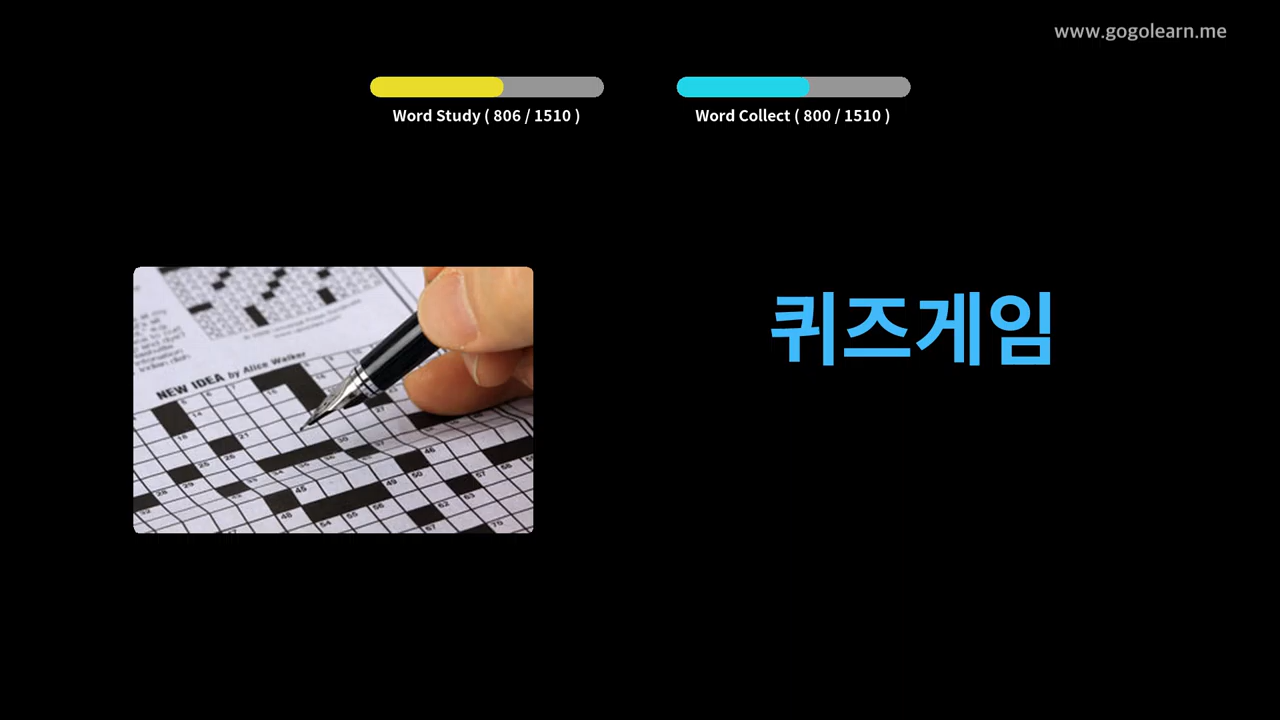 www.gogolearn.me
Word Study ( 806 / 1510 )
Word Collect ( 800 / 1510 )
퀴즈게임
NEW IDEA by Alice Walker